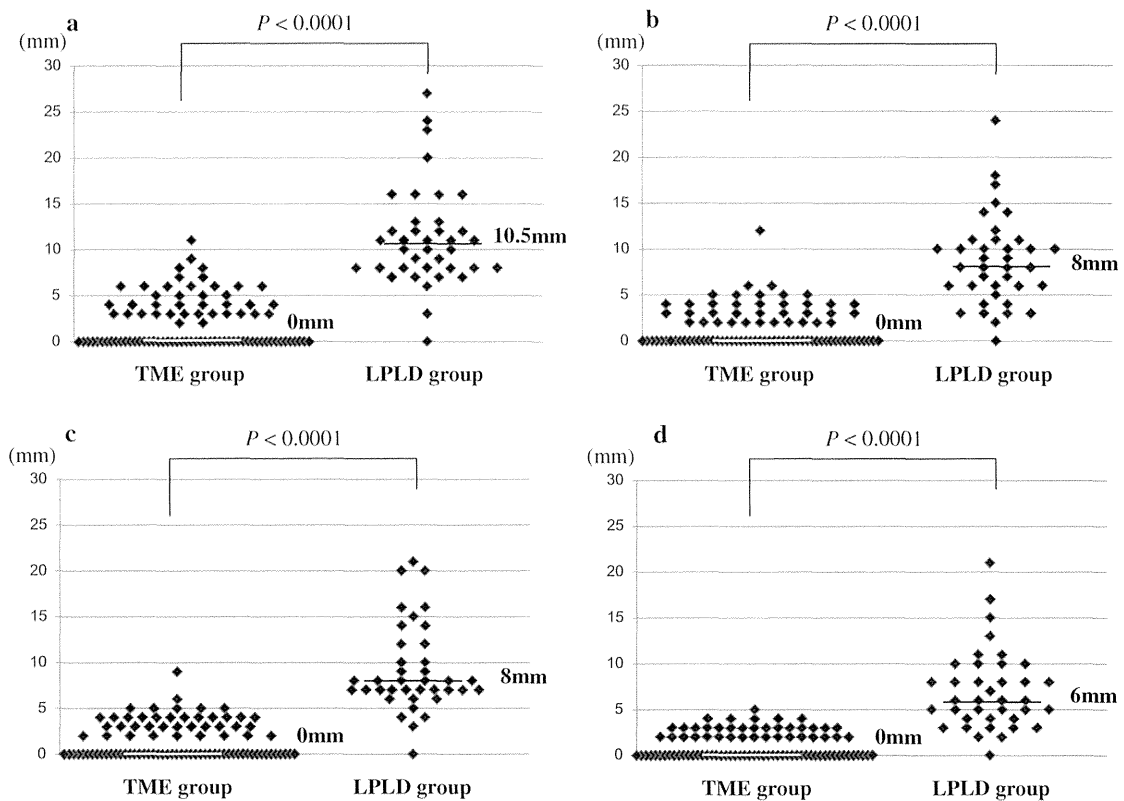 a
P < 0.0001
(mm)
30
25
20
15
10
5
0
10.5mm
0mm
TME group
LPLD group
b
P < 0.0001
(mm)
30
25
20
15
10
5
0
8mm
0mm
TME group
LPLD group
c
P < 0.0001
(mm)
30
25
20
15
10
5
0
8mm
0mm
TME group
LPLD group
d
P < 0.0001
(mm)
30
25
20
15
10
5
0
6mm
0mm
TME group
LPLD group